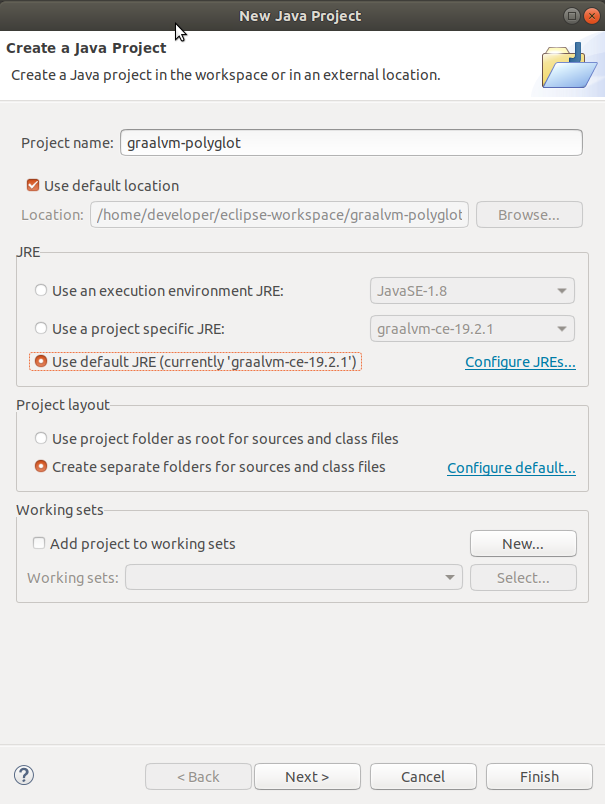 New Java Project
Create a Java Project
Create a Java project in the workspace or in an external location.
Project name: graalvm-polyglot
Use default location
Location: /home/developer/eclipse-workspace/graalvm-polyglot Browse...
JRE
Use an execution environment JRE: JavaSE-1.8
Use a project specific JRE: graalvm-ce-19.2.1
Use default JRE (currently 'graalvm-ce-19.2.1') Configure JREs...
Project layout
Use project folder as root for sources and class files
Create separate folders for sources and class files Configure default...
Working sets
Add project to working sets New...
Working sets: Select...
? < Back Next > Cancel Finish